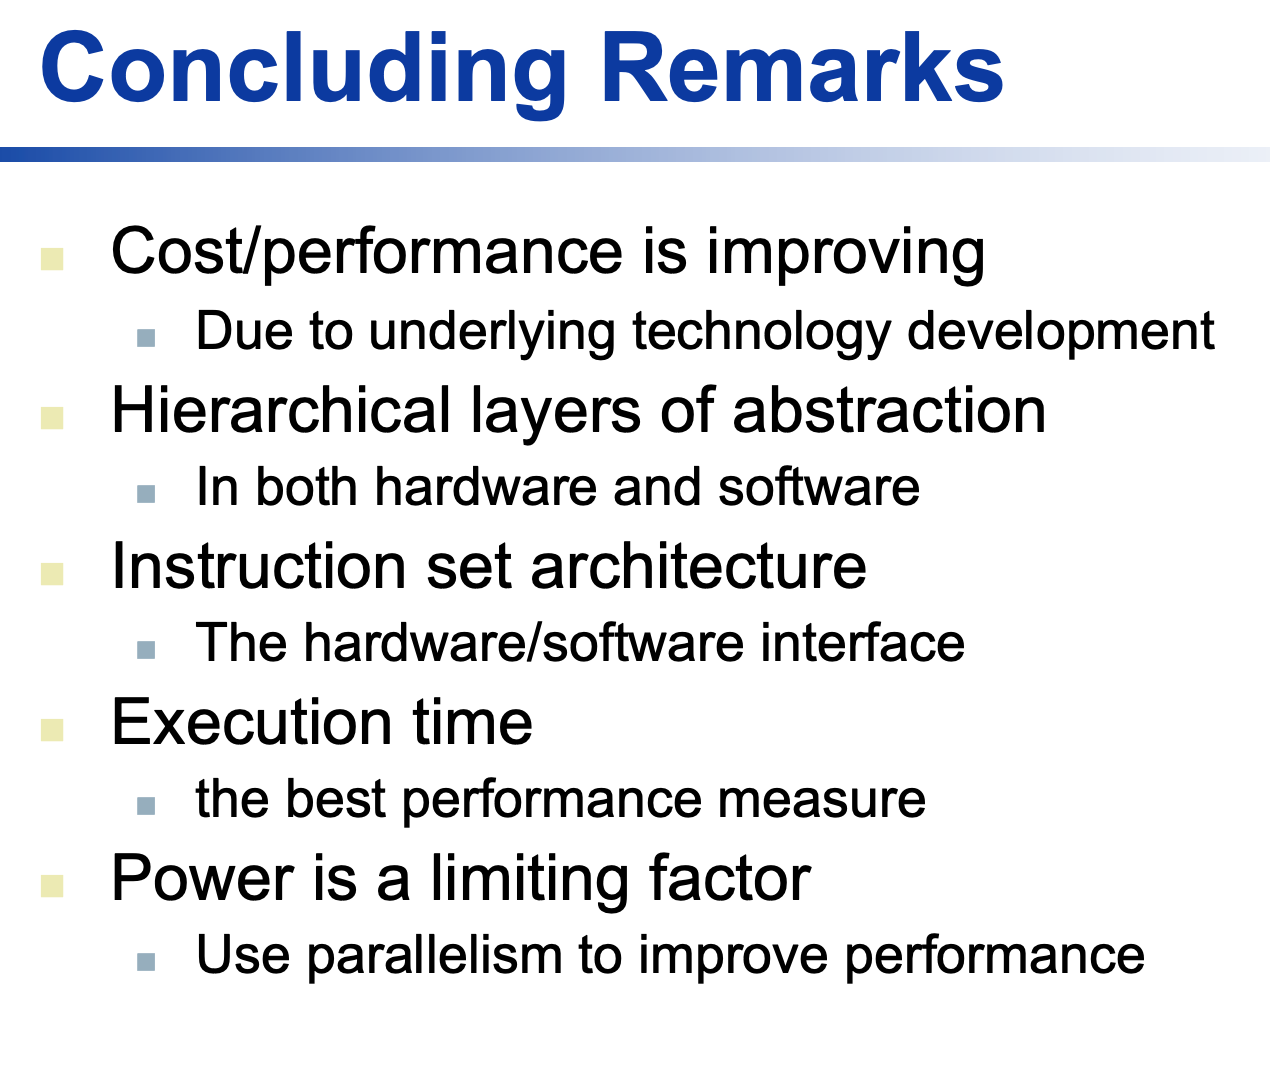 Concluding Remarks
Cost/performance is improving
Due to underlying technology development
Hierarchical layers of abstraction
In both hardware and software
Instruction set architecture
The hardware/software interface
Execution time
the best performance measure
Power is a limiting factor
Use parallelism to improve performance